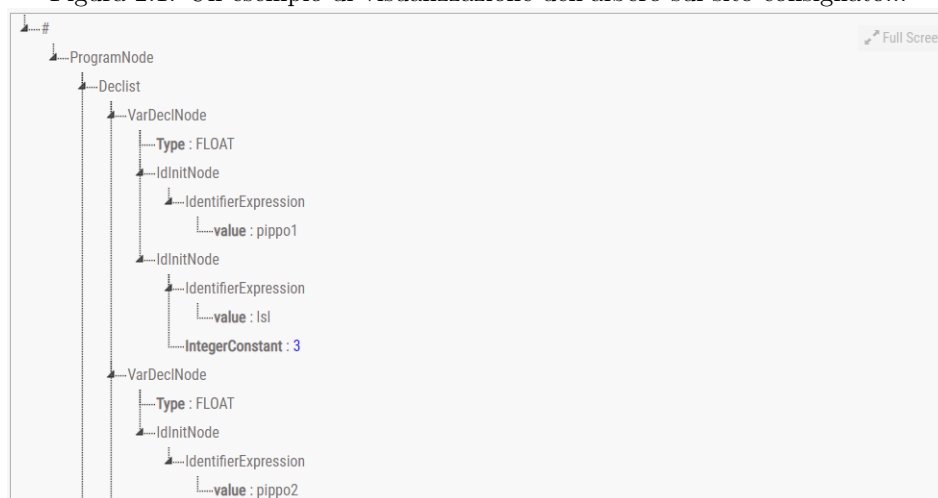 Figura 2.1: Un esempio di visualizzazione dell'albero sul sito consigliato...
#
Full Scree
ProgramNode
Declist
VarDeclNode
Type : FLOAT
IdInitNode
IdentifierExpression
value : pippo1
IdInitNode
IdentifierExpression
value : lsl
IntegerConstant : 3
VarDeclNode
Type : FLOAT
IdInitNode
IdentifierExpression
value : pippo2